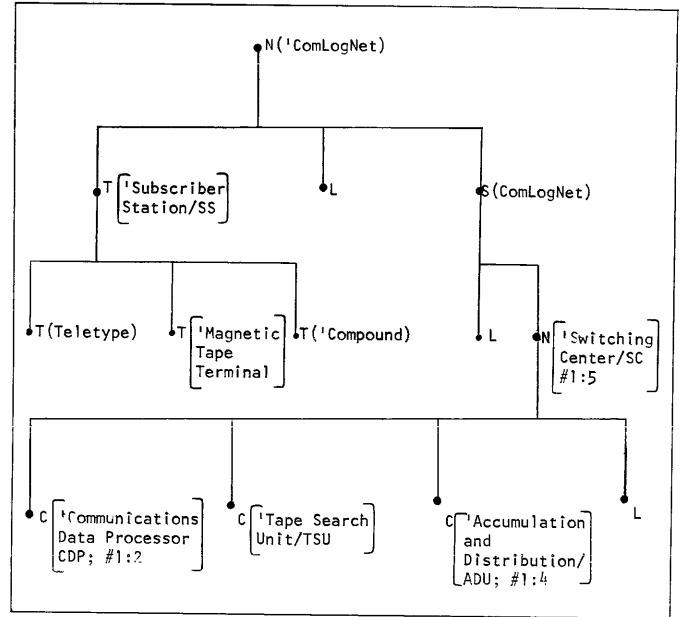 N('ComLogNet)
T ['Subscriber
Station/SS]
L
S(ComLogNet)
T(Teletype)
T ['Magnetic
Tape
Terminal]
T('Compound)
L
N ['Switching
Center/SC
#1:5]
C ['Communications
Data Processor
CDP; #1:2]
C ['Tape Search
Unit/TSU]
C ['Accumulation
and
Distribution/
ADU; #1:4]
L